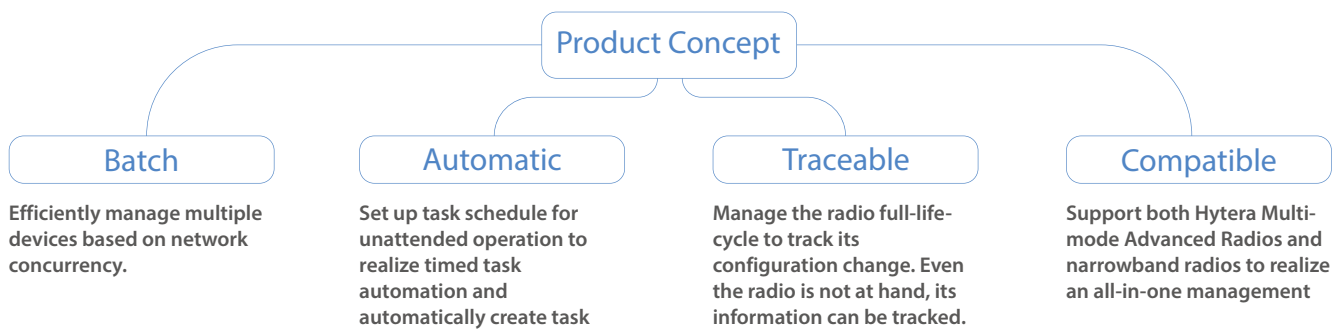 Product Concept
Batch
Efficiently manage multiple
devices based on network
concurrency.
Automatic
Set up task schedule for
unattended operation to
realize timed task
automation and
automatically create task
Traceable
Manage the radio full-life-
cycle to track its
configuration change. Even
the radio is not at hand, its
information can be tracked.
Compatible
Support both Hytera Multi-
mode Advanced Radios and
narrowband radios to realize
an all-in-one management